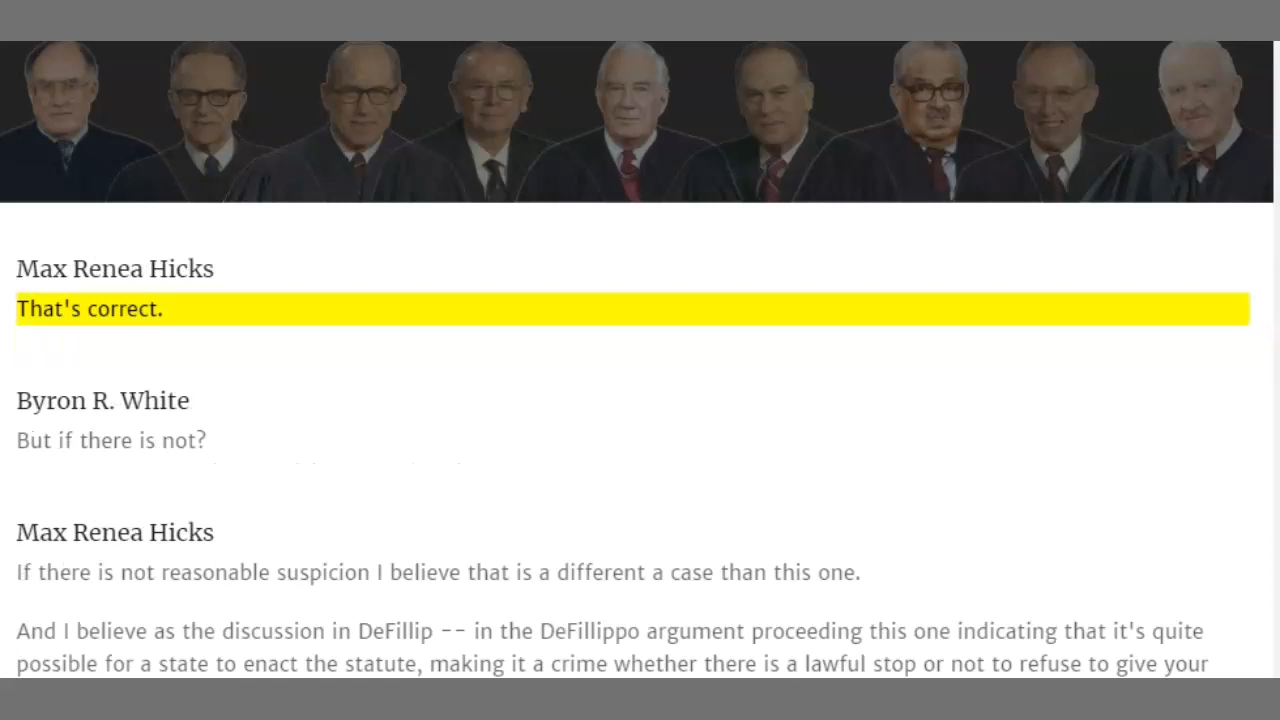 Max Renea Hicks
That's correct.
Byron R. White
But if there is not?
Max Renea Hicks
If there is not reasonable suspicion I believe that is a different a case than this one.
And I believe as the discussion in DeFillip -- in the DeFillippo argument proceeding this one indicating that it's quite
possible for a state to enact the statute, making it a crime whether there is a lawful stop or not to refuse to give your